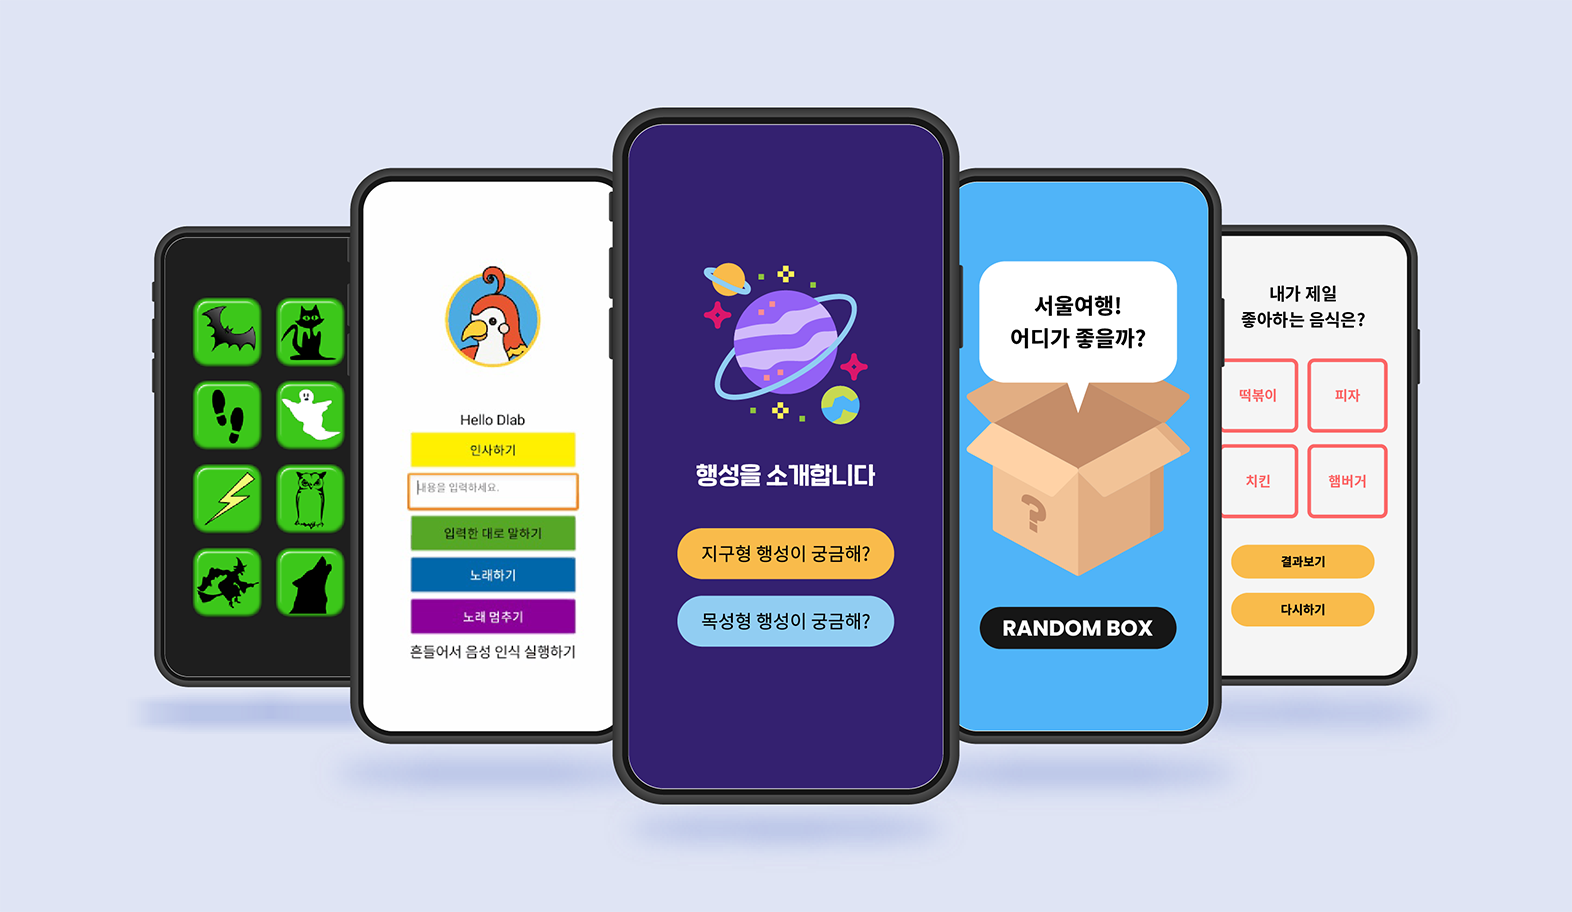 Hello Dlab
인사하기
내용을 입력하세요.
입력한 대로 말하기
노래하기
노래 멈추기
흔들어서 음성 인식 실행하기
행성을 소개합니다
지구형 행성이 궁금해?
목성형 행성이 궁금해?
서울여행!
어디가 좋을까?
?
RANDOM BOX
내가 제일
좋아하는 음식은?
떡볶이
피자
치킨
햄버거
결과보기
다시하기